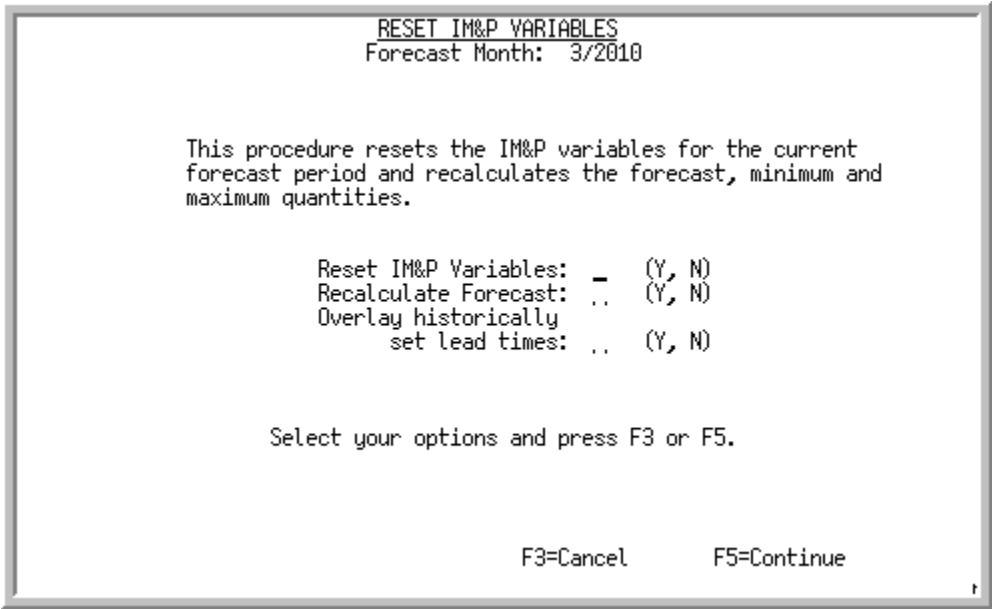 RESET IM&P VARIABLES
Forecast Month: 3/2010
This procedure resets the IM&P variables for the current
forecast period and recalculates the forecast, minimum and
maximum quantities.
Reset IM&P Variables: _ (Y, N)
Recalculate Forecast: .. (Y, N)
Overlay historically
set lead times: .. (Y, N)
Select your options and press F3 or F5.
F3=Cancel F5=Continue